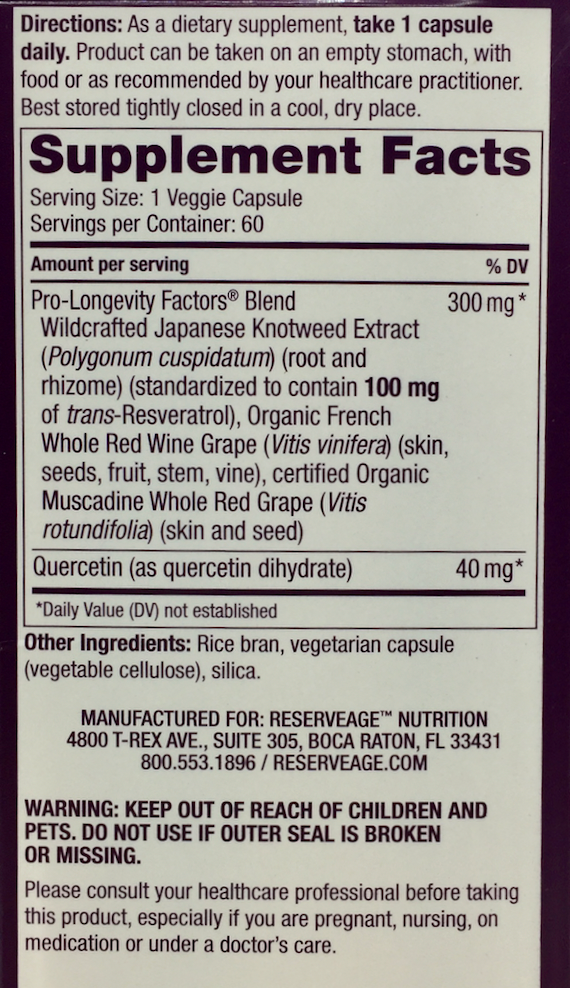 Directions: As a dietary supplement, take 1 capsule
daily. Product can be taken on an empty stomach, with
food or as recommended by your healthcare practitioner.
Best stored tightly closed in a cool, dry place.
Supplement Facts
Serving Size: 1 Veggie Capsule
Servings per Container: 60
Amount per serving % DV
Pro-Longevity Factors® Blend 300 mg*
Wildcrafted Japanese Knotweed Extract
(Polygonum cuspidatum) (root and
rhizome) (standardized to contain 100 mg
of trans-Resveratrol), Organic French
Whole Red Wine Grape (Vitis vinifera) (skin,
seeds, fruit, stem, vine), certified Organic
Muscadine Whole Red Grape (Vitis
rotundifolia) (skin and seed)
Quercetin (as quercetin dihydrate) 40 mg*
*Daily Value (DV) not established
Other Ingredients: Rice bran, vegetarian capsule
(vegetable cellulose), silica.
MANUFACTURED FOR: RESERVEAGE™ NUTRITION
4800 T-REX AVE., SUITE 305, BOCA RATON, FL 33431
800.553.1896 / RESERVEAGE.COM
WARNING: KEEP OUT OF REACH OF CHILDREN AND
PETS. DO NOT USE IF OUTER SEAL IS BROKEN
OR MISSING.
Please consult your healthcare professional before taking
this product, especially if you are pregnant, nursing, on
medication or under a doctor's care.